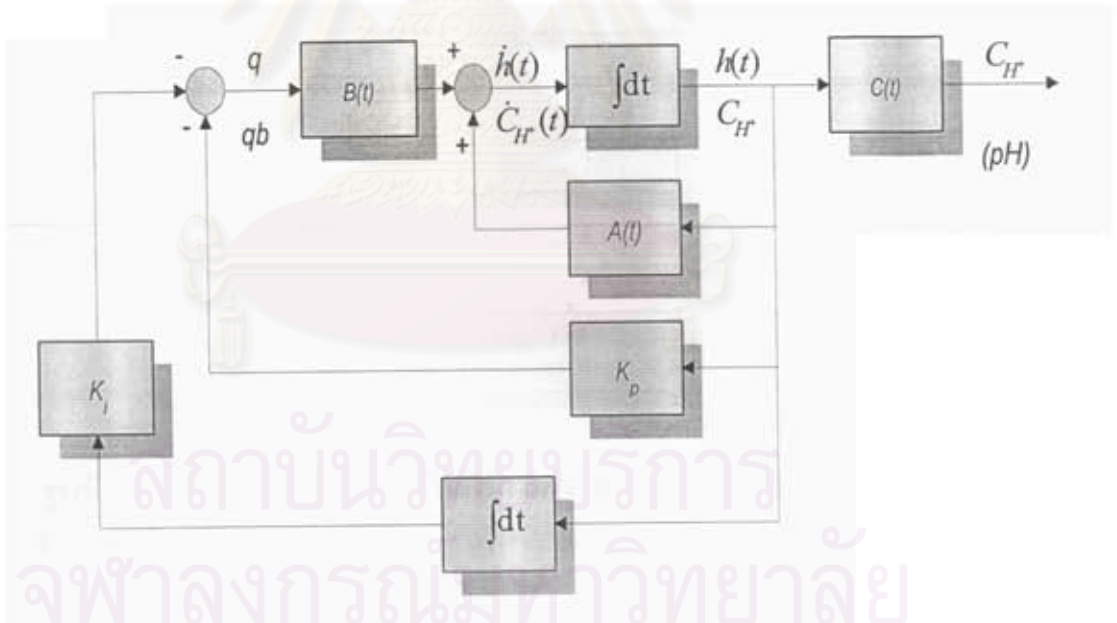 - q
qb
-
B(t)
+
+
ḣ(t)
Ċ_H⁺(t)
∫dt
h(t)
C_H⁺
C(t)
C_H⁺
(pH)
A(t)
K_p
K_I
∫dt
สถาบันวิทยบริการ
จุฬาลงกรณ์มหาวิทยาลัย